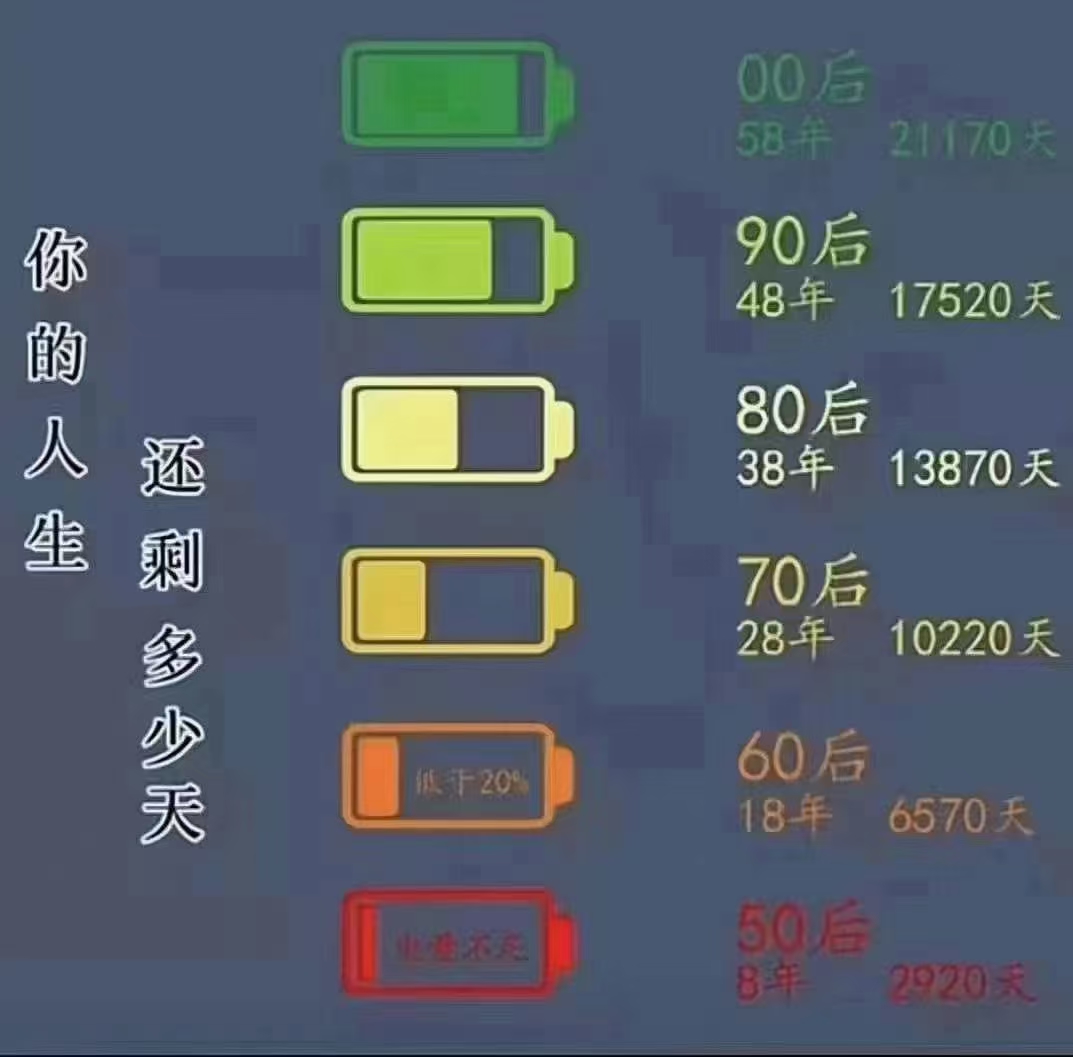 你的人生
还剩多少天
00后
58年 21170天
90后
48年 17520天
80后
38年 13870天
70后
28年 10220天
低于20%
60后
18年 6570天
电量不足
50后
8年 2920天